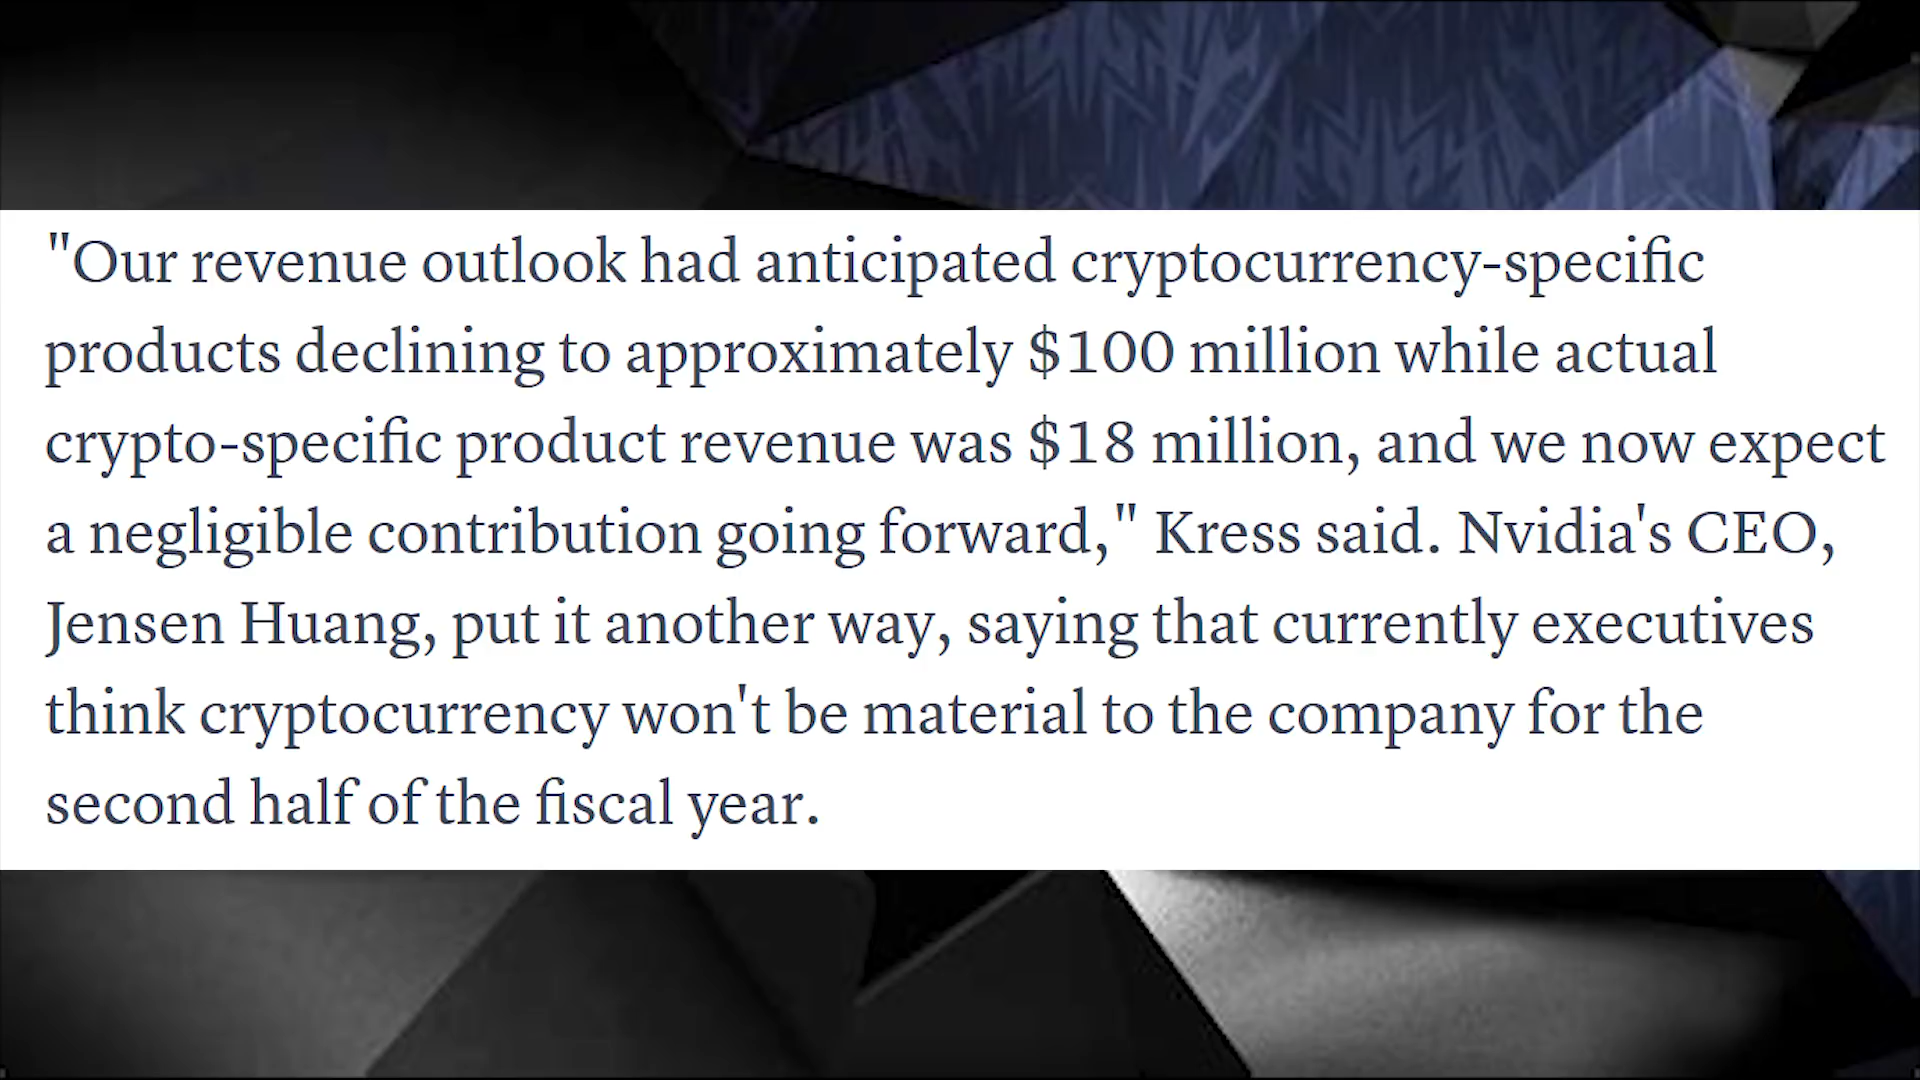 "Our revenue outlook had anticipated cryptocurrency-specific
products declining to approximately $100 million while actual
crypto-specific product revenue was $18 million, and we now expect
a negligible contribution going forward," Kress said. Nvidia's CEO,
Jensen Huang, put it another way, saying that currently executives
think cryptocurrency won't be material to the company for the
second half of the fiscal year.